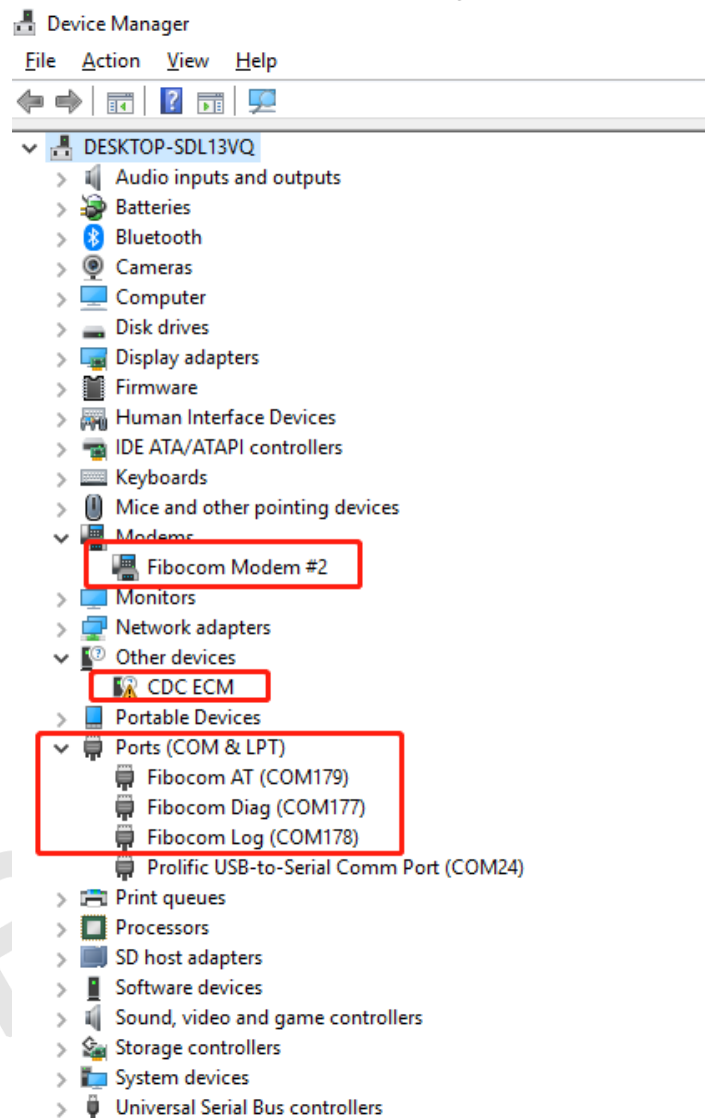 Device Manager
File Action View Help
DESKTOP-SDL13VQ
Audio inputs and outputs
Batteries
Bluetooth
Cameras
Computer
Disk drives
Display adapters
Firmware
Human Interface Devices
IDE ATA/ATAPI controllers
Keyboards
Mice and other pointing devices
Modems
Fibocom Modem #2
Monitors
Network adapters
Other devices
CDC ECM
Portable Devices
Ports (COM & LPT)
Fibocom AT (COM179)
Fibocom Diag (COM177)
Fibocom Log (COM178)
Prolific USB-to-Serial Comm Port (COM24)
Print queues
Processors
SD host adapters
Software devices
Sound, video and game controllers
Storage controllers
System devices
Universal Serial Bus controllers